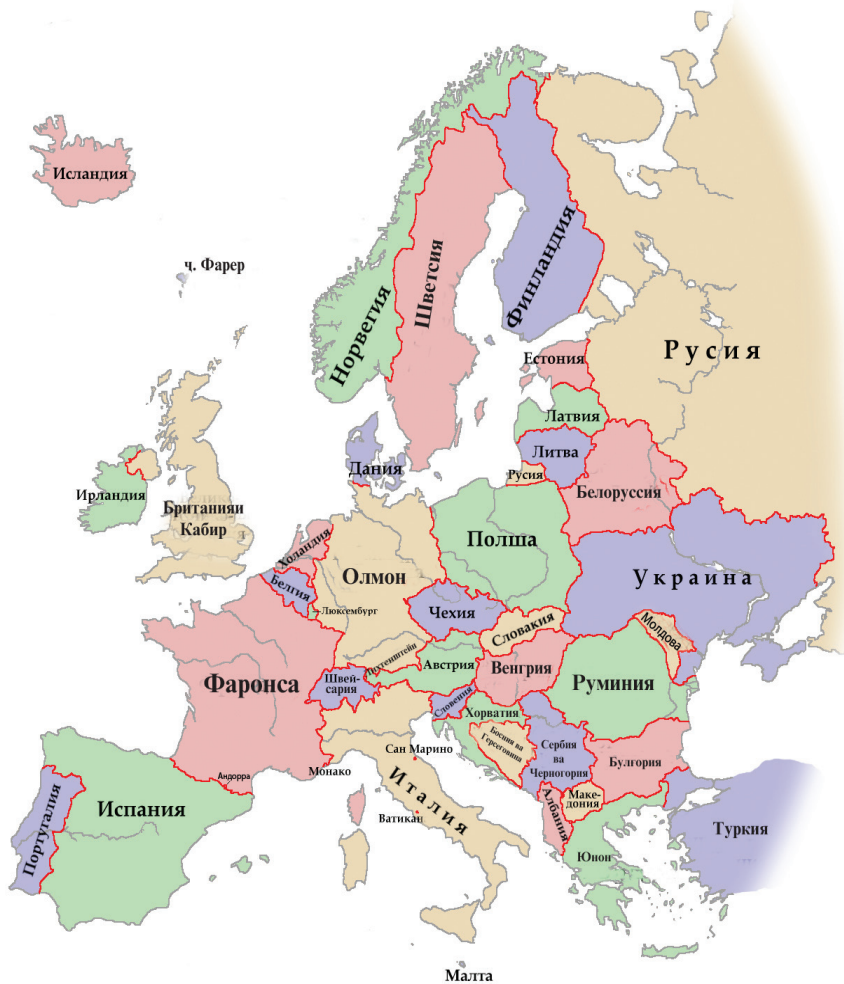 Исландия
ч. Фарер
Норвегия
Шветсия
Финландия
Русия
Естония
Латвия
Литва
Русия
Белоруссия
Дания
Ирландия
Британияи
Кабир
Холандия
Белгия
Люксембург
Олмон
Полша
Украина
Чехия
Словакия
Молдова
Лихтенштейн
Австрия
Венгрия
Руминия
Фаронса
Швей-
сария
Словения
Хорватия
Босния ва
Герсеговина
Сербия
ва
Черногория
Булгория
Сан Марино
Монако
Андорра
Италия
Ватикан
Албания
Маке-
дония
Испания
Португалия
Юнон
Туркия
Малта